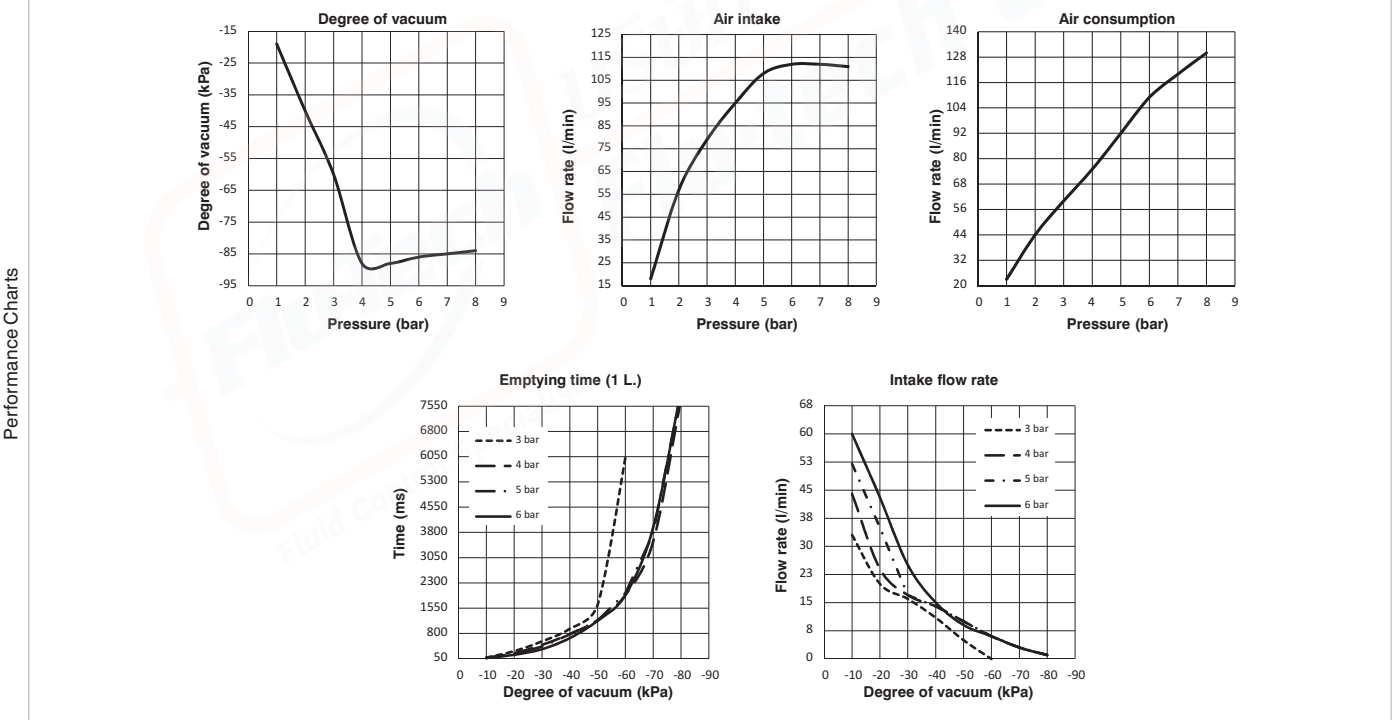 Performance Charts
Degree of vacuum
Degree of vacuum (kPa)
-15
-25
-35
-45
-55
-65
-75
-85
-95
0 1 2 3 4 5 6 7 8 9
Pressure (bar)
Air intake
Flow rate (l/min)
125
115
105
95
85
75
65
55
45
35
25
15
0 1 2 3 4 5 6 7 8 9
Pressure (bar)
Air consumption
Flow rate (l/min)
140
128
116
104
92
80
68
56
44
32
20
0 1 2 3 4 5 6 7 8 9
Pressure (bar)
Emptying time (1 L.)
Time (ms)
7550
6800
6050
5300
4550
3800
3050
2300
1550
800
50
3 bar
4 bar
5 bar
6 bar
0 -10 -20 -30 -40 -50 -60 -70 -80 -90
Degree of vacuum (kPa)
Intake flow rate
Flow rate (l/min)
68
60
53
45
38
30
23
15
8
0
3 bar
4 bar
5 bar
6 bar
0 -10 -20 -30 -40 -50 -60 -70 -80 -90
Degree of vacuum (kPa)